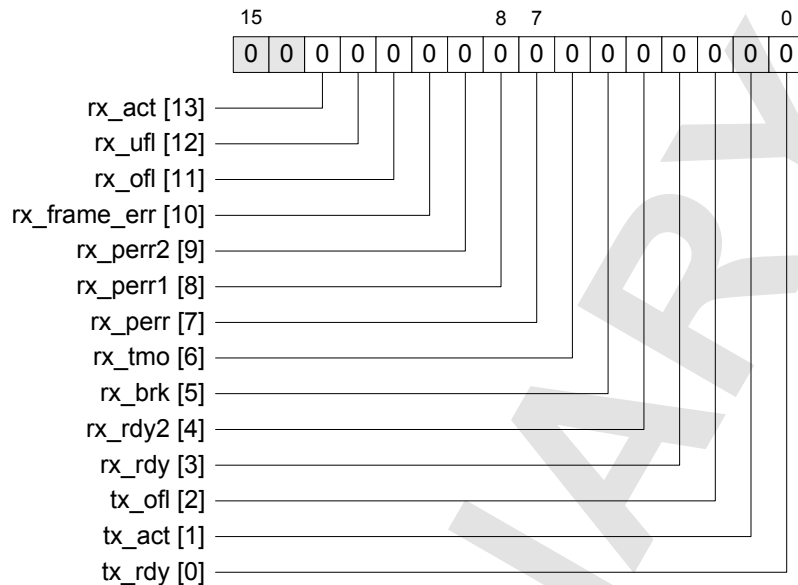 15 8 7 0
0 0 0 0 0 0 0 0 0 0 0 0 0 0 0 0
rx_act [13]
rx_ufl [12]
rx_ofl [11]
rx_frame_err [10]
rx_perr2 [9]
rx_perr1 [8]
rx_perr [7]
rx_tmo [6]
rx_brk [5]
rx_rdy2 [4]
rx_rdy [3]
tx_ofl [2]
tx_act [1]
tx_rdy [0]